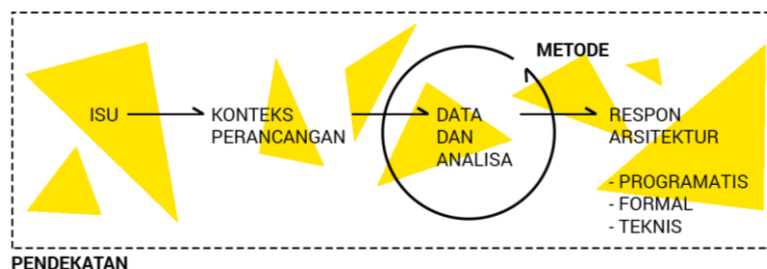 METODE
ISU
KONTEKS
PERANCANGAN
DATA
DAN
ANALISA
RESPON
ARSITEKTUR
- PROGRAMATIS
- FORMAL
- TEKNIS
PENDEKATAN